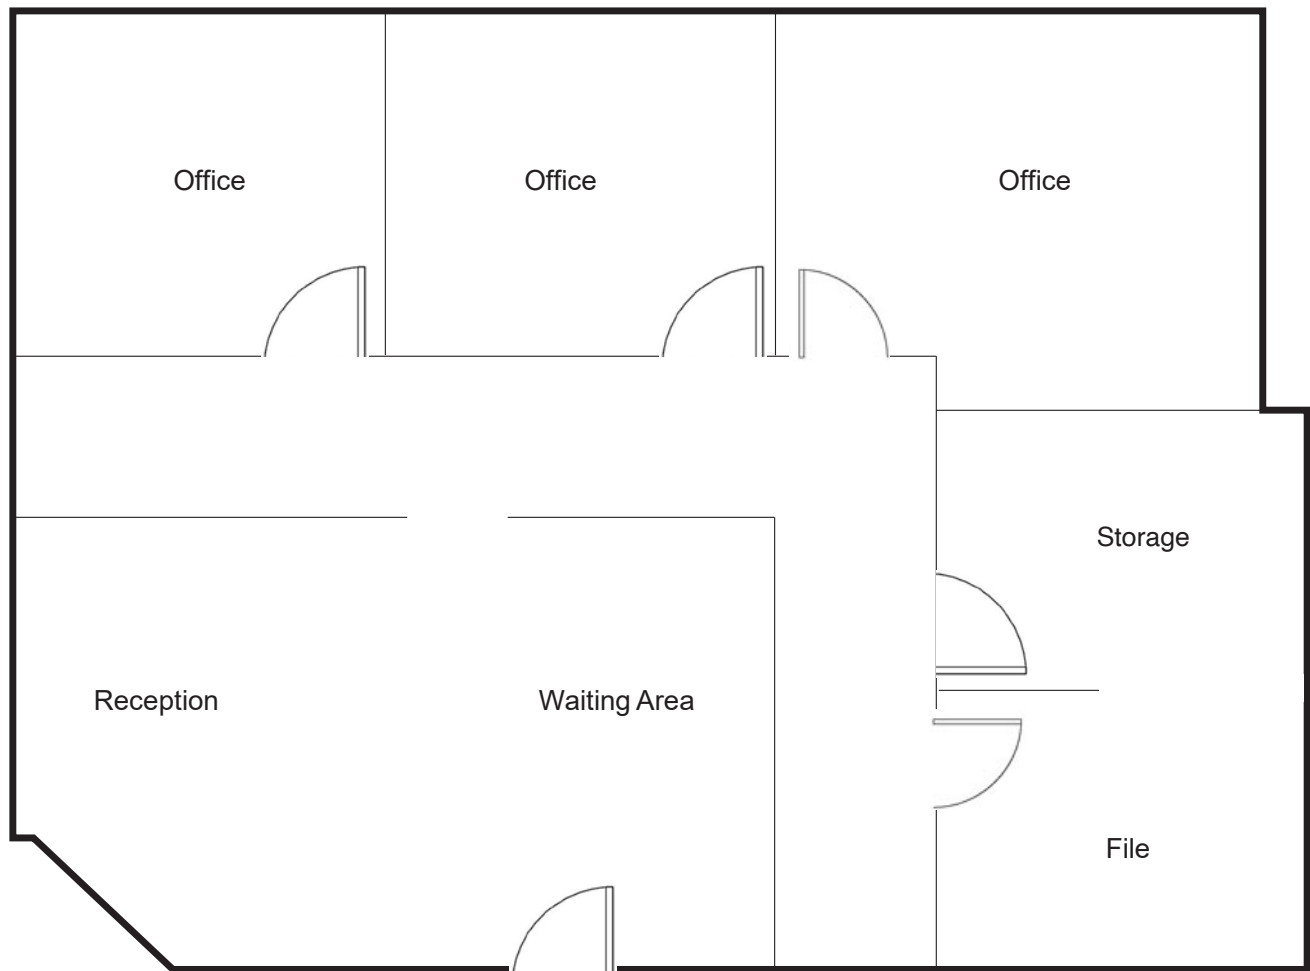 Office
Office
Office
Storage
Reception
Waiting Area
File